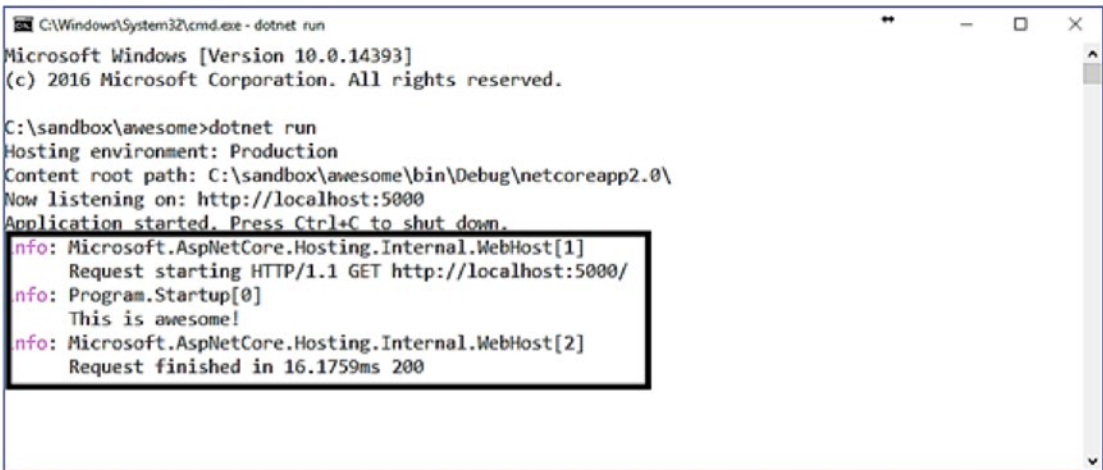 C:\Windows\System32\cmd.exe - dotnet run
Microsoft Windows [Version 10.0.14393]
(c) 2016 Microsoft Corporation. All rights reserved.
C:\sandbox\awesome>dotnet run
Hosting environment: Production
Content root path: C:\sandbox\awesome\bin\Debug\netcoreapp2.0\
Now listening on: http://localhost:5000
Application started. Press Ctrl+C to shut down.
info: Microsoft.AspNetCore.Hosting.Internal.WebHost[1]
Request starting HTTP/1.1 GET http://localhost:5000/
info: Program.Startup[0]
This is awesome!
info: Microsoft.AspNetCore.Hosting.Internal.WebHost[2]
Request finished in 16.1759ms 200